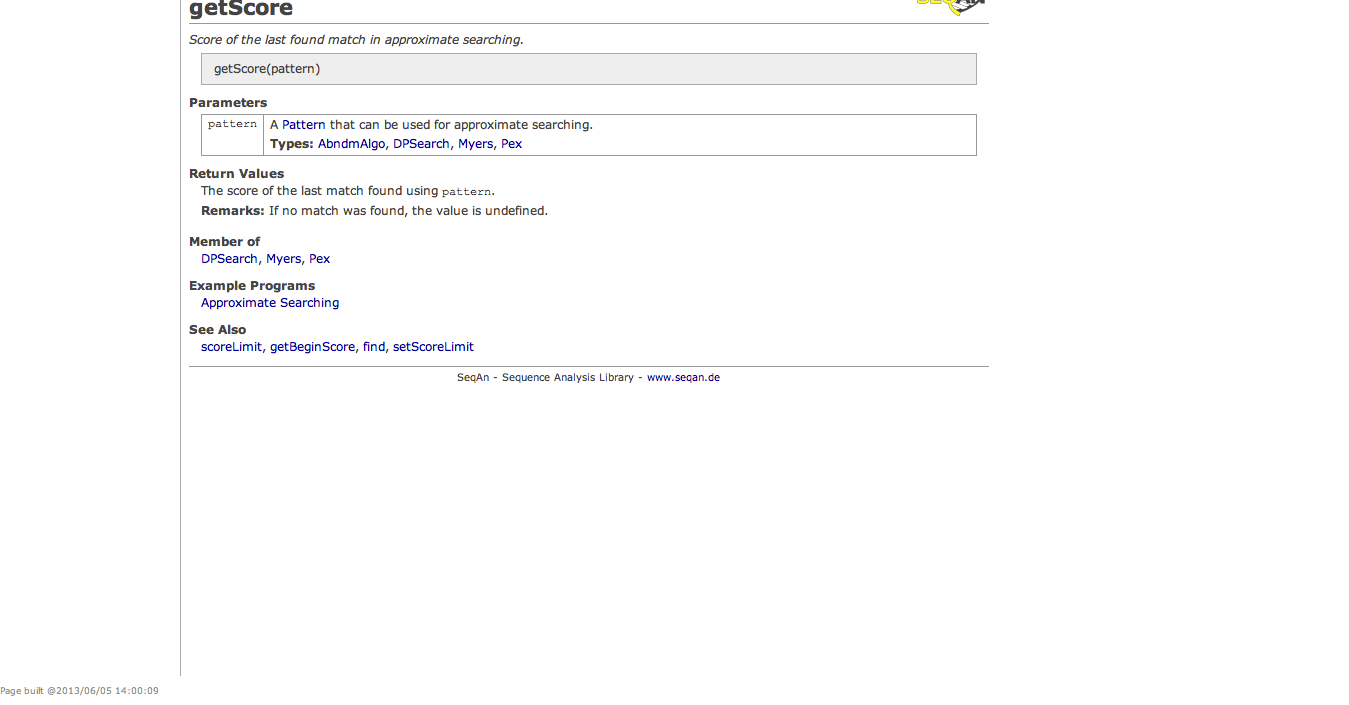 getScore
Score of the last found match in approximate searching.
getScore(pattern)
Parameters
pattern A Pattern that can be used for approximate searching.
Types: AbndmAlgo, DPSearch, Myers, Pex
Return Values
The score of the last match found using pattern.
Remarks: If no match was found, the value is undefined.
Member of
DPSearch, Myers, Pex
Example Programs
Approximate Searching
See Also
scoreLimit, getBeginScore, find, setScoreLimit
SeqAn - Sequence Analysis Library - www.seqan.de
Page built @2013/06/05 14:00:09